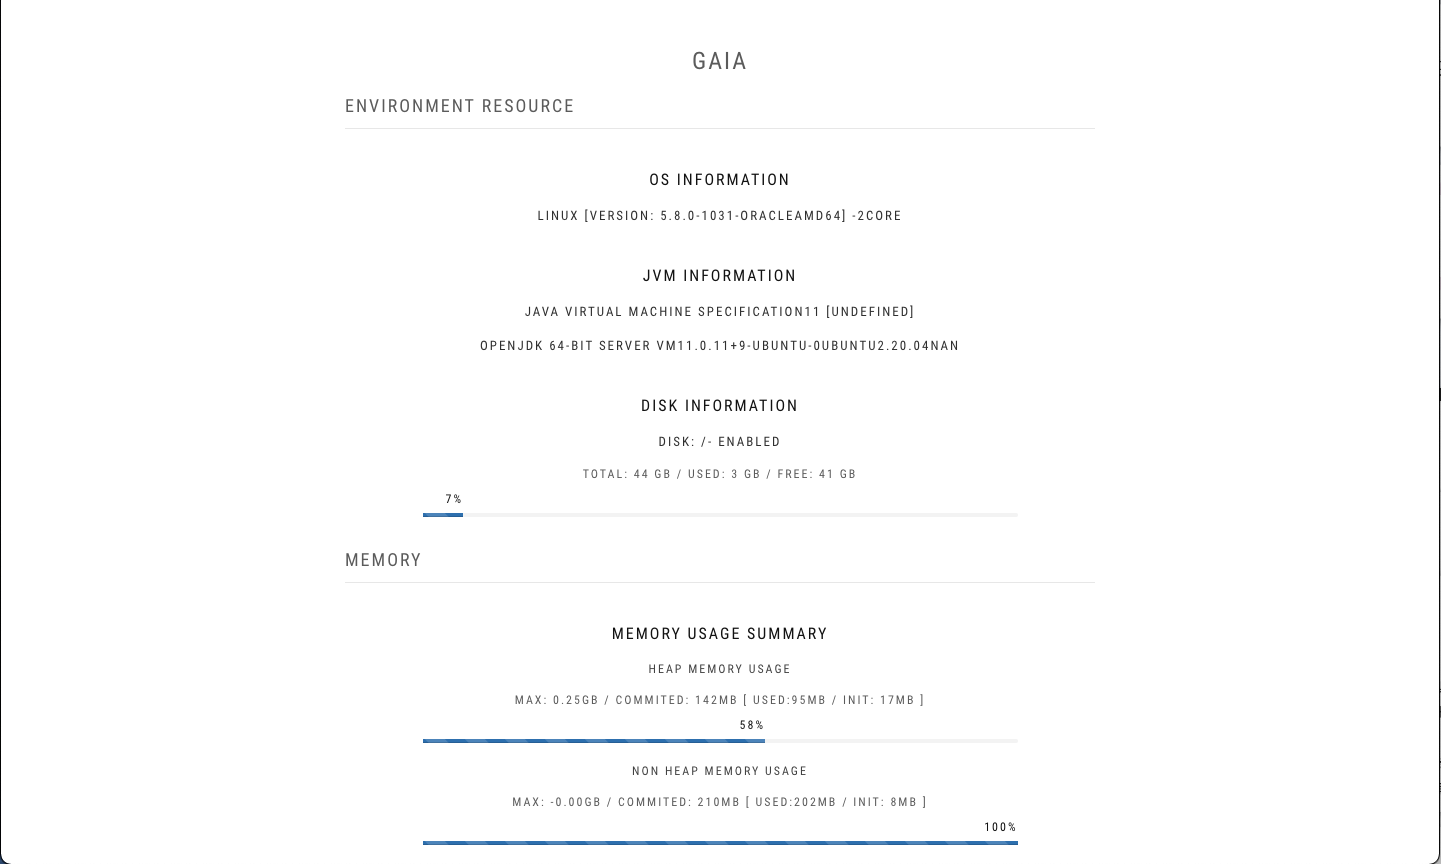 GAIA
ENVIRONMENT RESOURCE
OS INFORMATION
LINUX [VERSION: 5.8.0-1031-ORACLEAMD64] -2CORE
JVM INFORMATION
JAVA VIRTUAL MACHINE SPECIFICATION11 [UNDEFINED]
OPENJDK 64-BIT SERVER VM11.0.11+9-UBUNTU-0UBUNTU2.20.04NAN
DISK INFORMATION
DISK: /- ENABLED
TOTAL: 44 GB / USED: 3 GB / FREE: 41 GB
7%
MEMORY
MEMORY USAGE SUMMARY
HEAP MEMORY USAGE
MAX: 0.25GB / COMMITED: 142MB [ USED:95MB / INIT: 17MB ]
58%
NON HEAP MEMORY USAGE
MAX: -0.00GB / COMMITED: 210MB [ USED:202MB / INIT: 8MB ]
100%